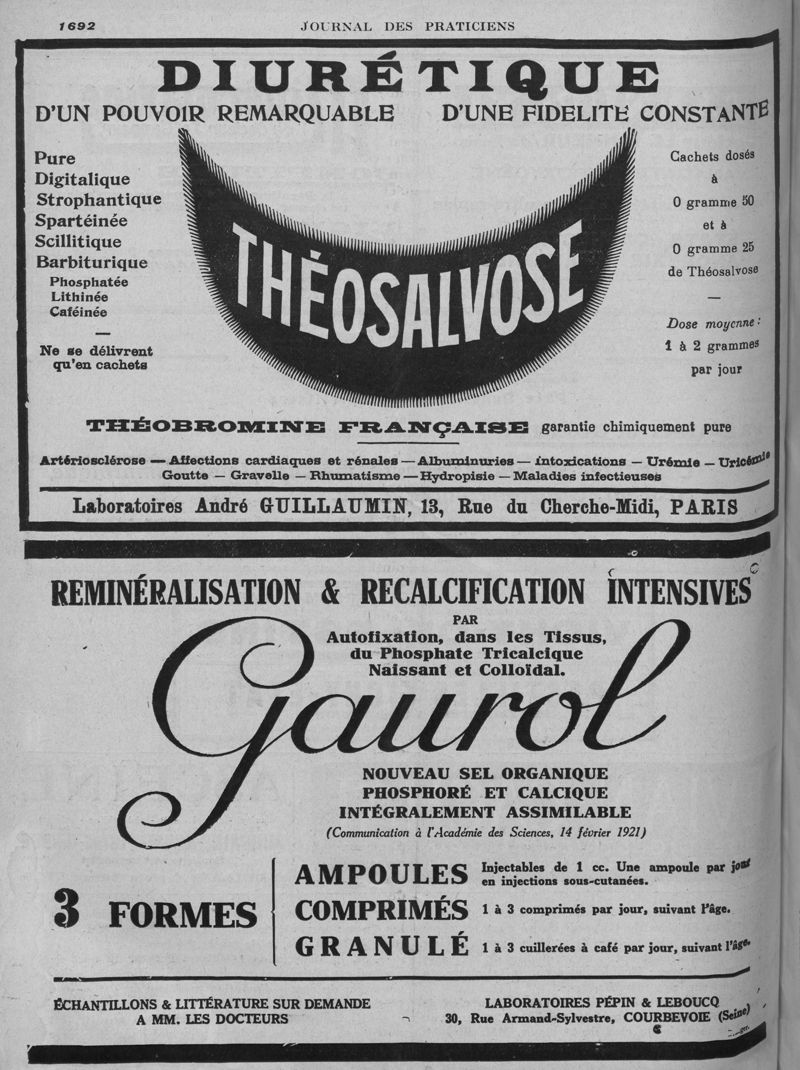 1692
JOURNAL DES PRATICIENS
DIURÉTIQUE
D'UN POUVOIR REMARQUABLE D'UNE FIDELITÉ CONSTANTE
Pure
Digitalique
Strophantique
Spartéinée
Scillitique
Barbiturique
Phosphatée
Lithinée
Caféinée
Ne se délivrent
qu'en cachets
THÉOSALVOSE
Cachets dosés
à
0 gramme 50
et à
0 gramme 25
de Théosalvose
Dose moyenne :
1 à 2 grammes
par jour
THÉOBROMINE FRANÇAISE garantie chimiquement pure
Artériosclérose — Affections cardiaques et rénales — Albuminuries — Intoxications — Urémie — Uricémie
Goutte — Gravelle — Rhumatisme — Hydropisie — Maladies infectieuses
Laboratoires André GUILLAUMIN, 13, Rue du Cherche-Midi, PARIS
REMINÉRALISATION & RECALCIFICATION INTENSIVES
PAR
Autofixation, dans les Tissus,
du Phosphate Tricalcique
Naissant et Colloïdal.
Gaurol
NOUVEAU SEL ORGANIQUE
PHOSPHORÉ ET CALCIQUE
INTÉGRALEMENT ASSIMILABLE
(Communication à l'Académie des Sciences, 14 février 1921)
3 FORMES
AMPOULES Injectables de 1 cc. Une ampoule par jour
en injections sous-cutanées.
COMPRIMÉS 1 à 3 comprimés par jour, suivant l'âge.
GRANULÉ 1 à 3 cuillerées à café par jour, suivant l'âge.
ÉCHANTILLONS & LITTÉRATURE SUR DEMANDE
A MM. LES DOCTEURS
LABORATOIRES PÉPIN & LEBOUCQ
30, Rue Armand-Sylvestre, COURBEVOIE (Seine)